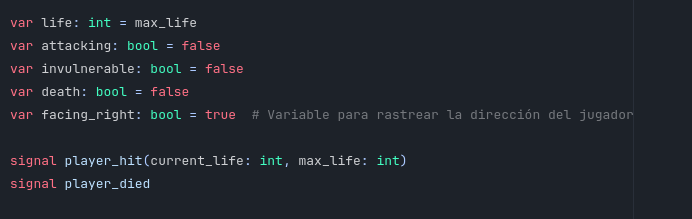 var life: int = max_life
var attacking: bool = false
var invulnerable: bool = false
var death: bool = false
var facing_right: bool = true  # Variable para rastrear la dirección del jugador
signal player_hit(current_life: int, max_life: int)
signal player_died